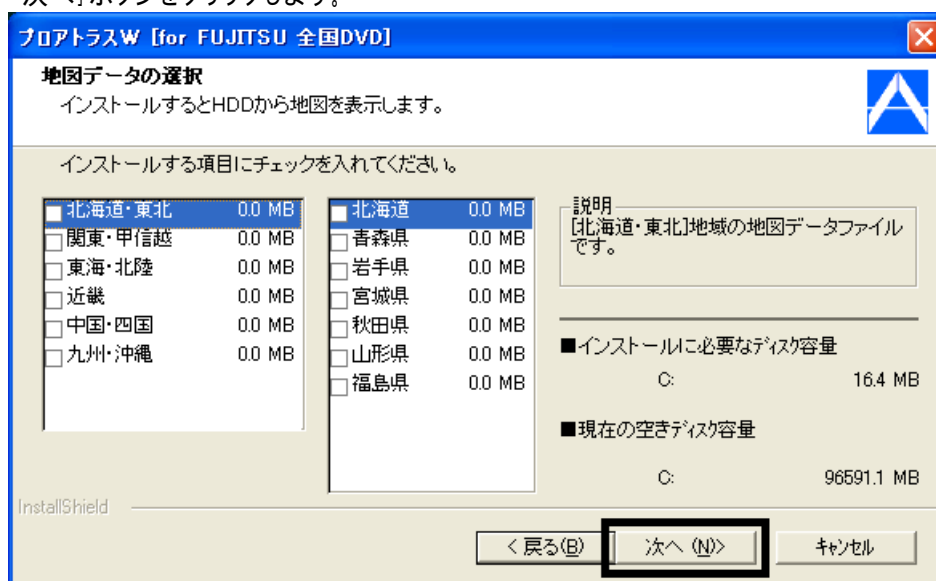 次へ]ボタンをクリックします。
プロアトラスW [for FUJITSU 全国DVD]
地図データの選択
インストールするとHDDから地図を表示します。
インストールする項目にチェックを入れてください。
北海道・東北 0.0 MB
関東・甲信越 0.0 MB
東海・北陸 0.0 MB
近畿 0.0 MB
中国・四国 0.0 MB
九州・沖縄 0.0 MB
北海道 0.0 MB
青森県 0.0 MB
岩手県 0.0 MB
宮城県 0.0 MB
秋田県 0.0 MB
山形県 0.0 MB
福島県 0.0 MB
説明
[北海道・東北]地域の地図データファイル
です。
■インストールに必要なディスク容量
C: 16.4 MB
■現在の空きディスク容量
C: 96591.1 MB
InstallShield
< 戻る(B)
次へ (N)>
キャンセル